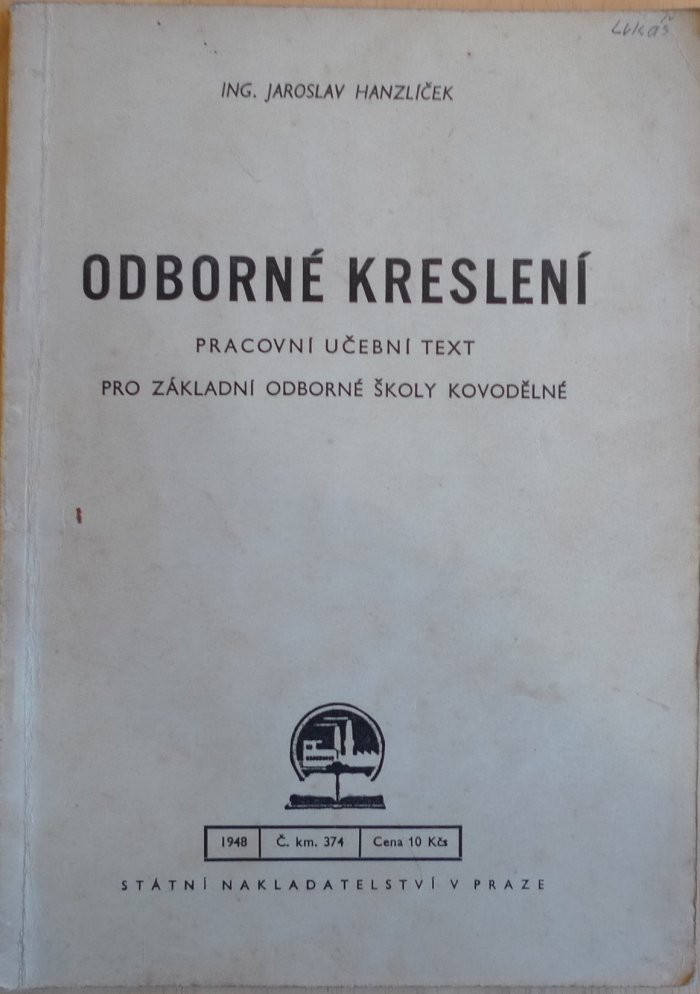 Lukáš
ING. JAROSLAV HANZLÍČEK
ODBORNÉ KRESLENÍ
PRACOVNÍ UČEBNÍ TEXT
PRO ZÁKLADNÍ ODBORNÉ ŠKOLY KOVODĚLNÉ
1948 Č. km. 374 Cena 10 Kčs
STÁTNÍ NAKLADATELSTVÍ V PRAZE